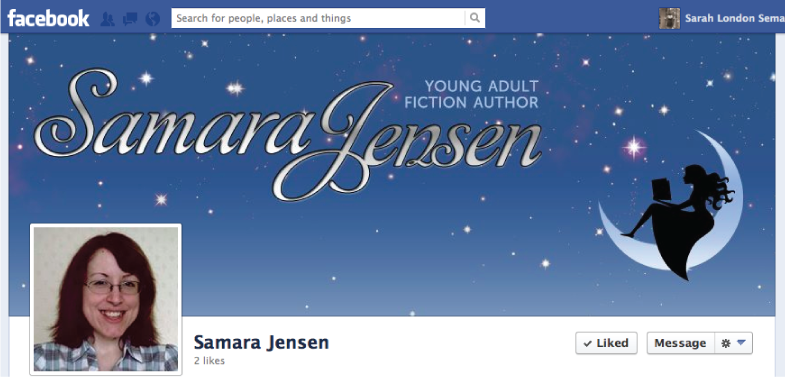 facebook
Search for people, places and things
Sarah London Sema
Samara Jensen
YOUNG ADULT
FICTION AUTHOR
Samara Jensen
2 likes
✓ Liked
Message